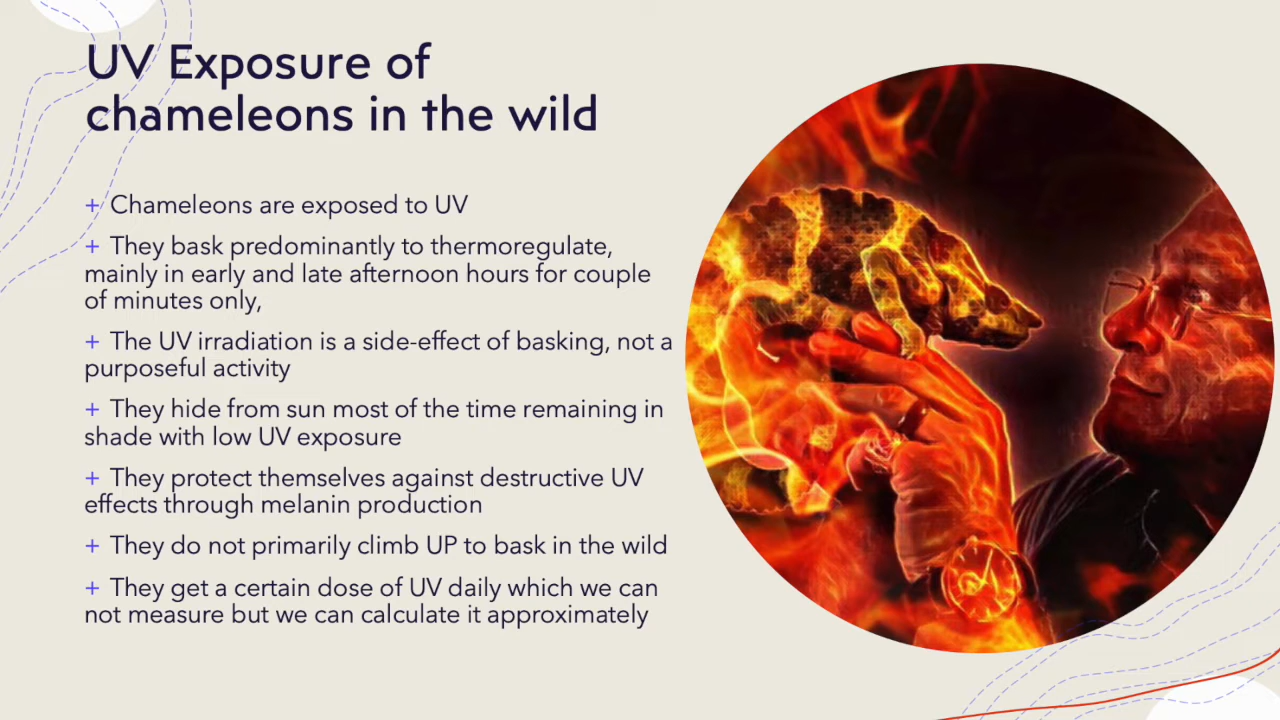 UV Exposure of
chameleons in the wild
+ Chameleons are exposed to UV
+ They bask predominantly to thermoregulate,
mainly in early and late afternoon hours for couple
of minutes only,
+ The UV irradiation is a side-effect of basking, not a
purposeful activity
+ They hide from sun most of the time remaining in
shade with low UV exposure
+ They protect themselves against destructive UV
effects through melanin production
+ They do not primarily climb UP to bask in the wild
+ They get a certain dose of UV daily which we can
not measure but we can calculate it approximately